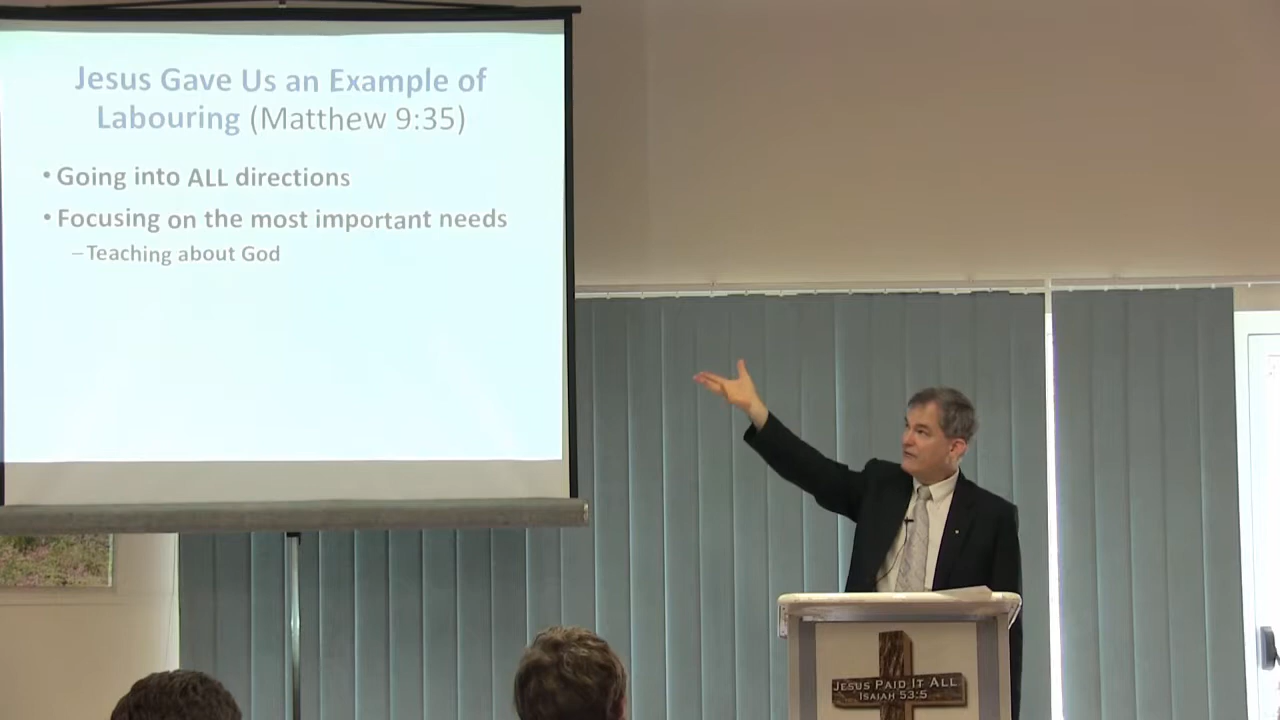 Jesus Gave Us an Example of
Labouring (Matthew 9:35)
• Going into ALL directions
• Focusing on the most important needs
– Teaching about God
JESUS PAID IT ALL
ISAIAH 53:5